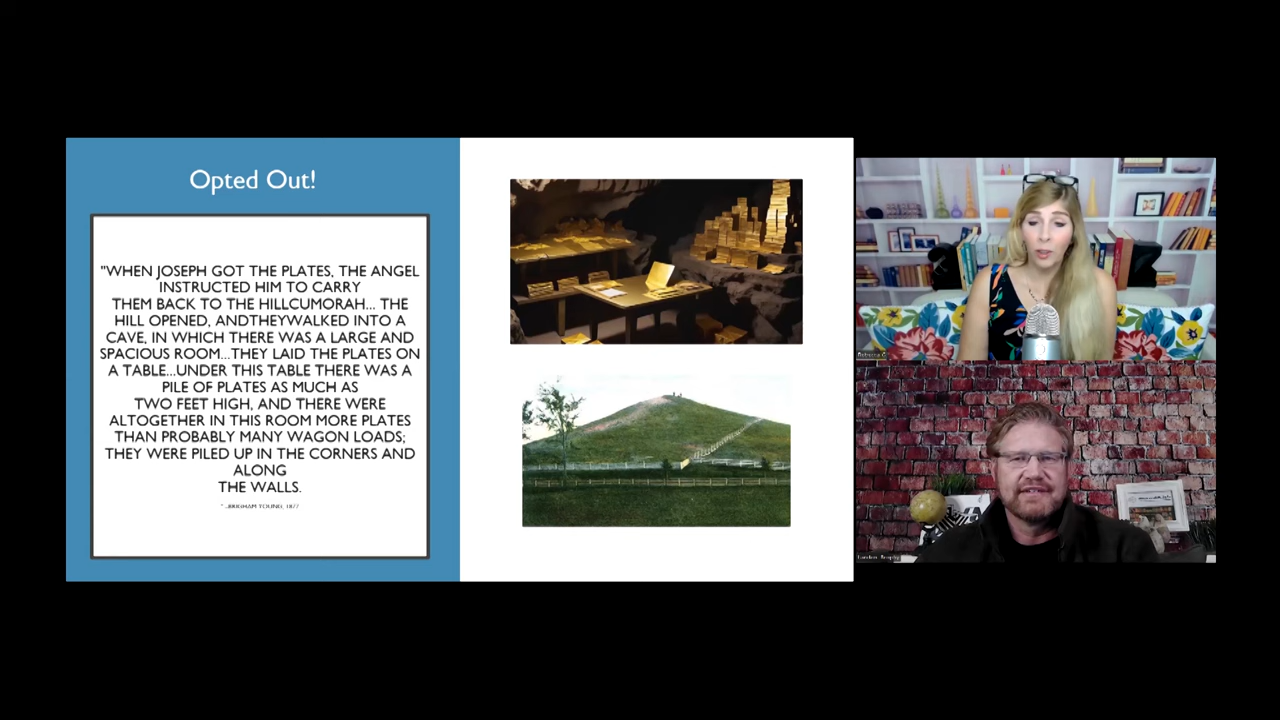 Opted Out!
"WHEN JOSEPH GOT THE PLATES, THE ANGEL
INSTRUCTED HIM TO CARRY
THEM BACK TO THE HILLCUMORAH... THE
HILL OPENED, ANDTHEYWALKED INTO A
CAVE, IN WHICH THERE WAS A LARGE AND
SPACIOUS ROOM...THEY LAID THE PLATES ON
A TABLE...UNDER THIS TABLE THERE WAS A
PILE OF PLATES AS MUCH AS
TWO FEET HIGH, AND THERE WERE
ALTOGETHER IN THIS ROOM MORE PLATES
THAN PROBABLY MANY WAGON LOADS;
THEY WERE PILED UP IN THE CORNERS AND
ALONG
THE WALLS.
" -BRIGHAM YOUNG, 1877